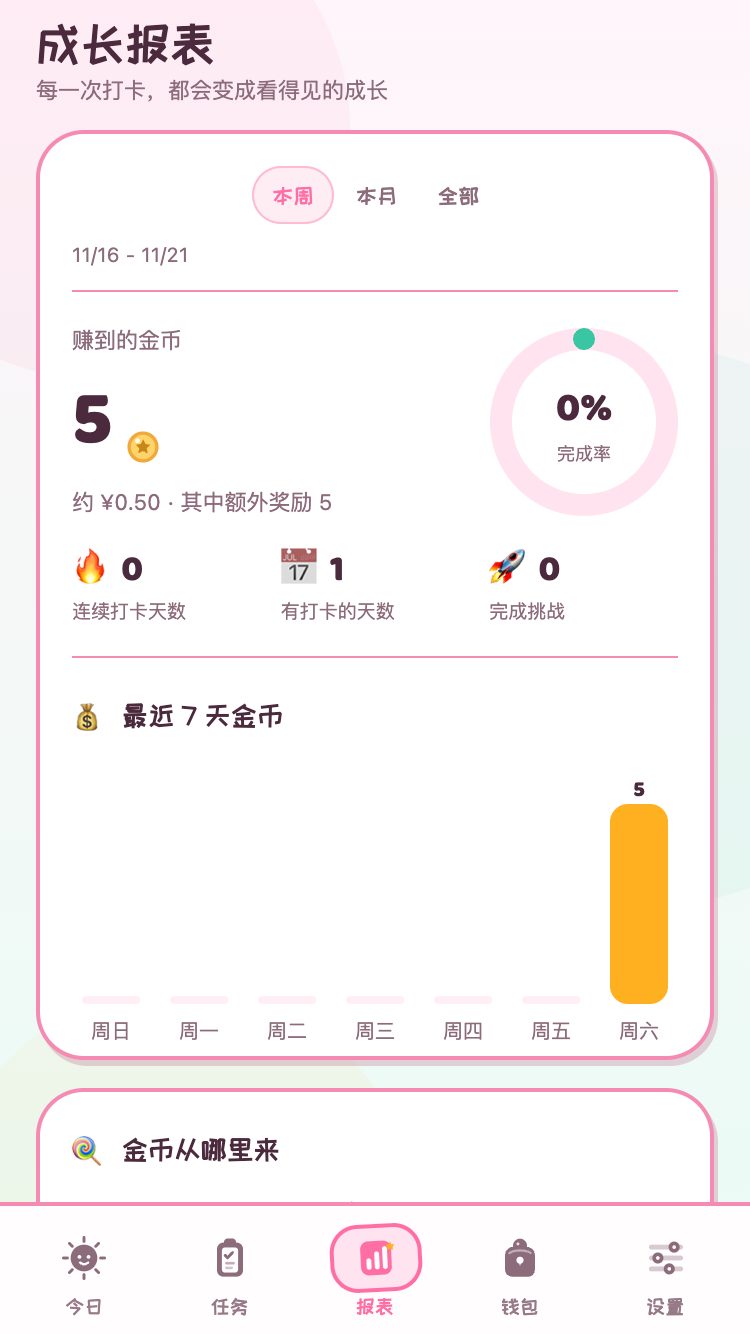 成长报表
每一次打卡，都会变成看得见的成长
本周 本月 全部
11/16 - 11/21
赚到的金币
5
0%
完成率
约 ¥0.50 · 其中额外奖励 5
JUL
17
0 1 0
连续打卡天数 有打卡的天数 完成挑战
$
最近 7 天金币
5
周日 周一 周二 周三 周四 周五 周六
金币从哪里来
今日 任务 报表 钱包 设置